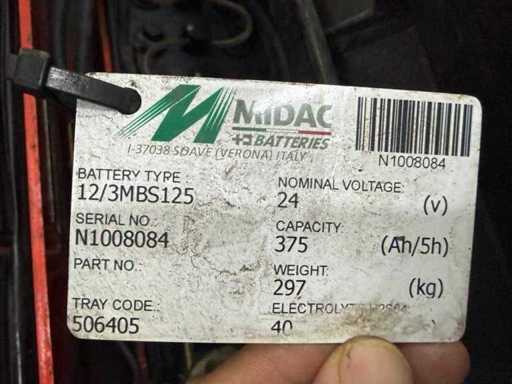 MIDAC
BATTERIES
I-37038 SOAVE (VERONA) ITALY
N1008084
BATTERY TYPE :
12/3MBS125
NOMINAL VOLTAGE:
24 (v)
SERIAL NO.:
N1008084
CAPACITY:
375 (Ah/5h)
PART NO.:
WEIGHT:
297 (kg)
TRAY CODE:
506405
40